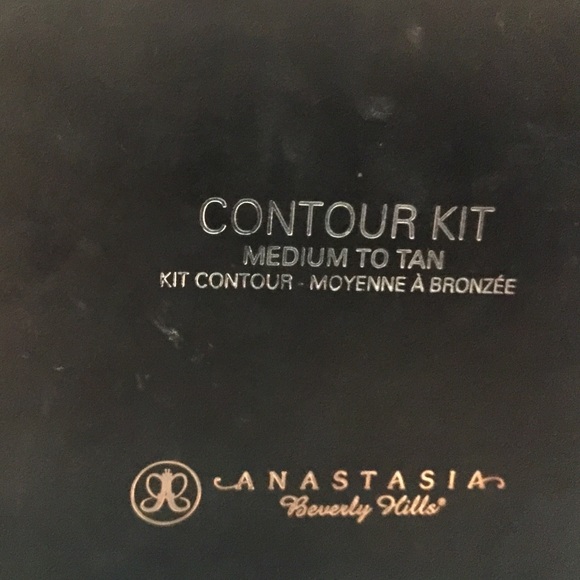 CONTOUR KIT
MEDIUM TO TAN
KIT CONTOUR - MOYENNE À BRONZÉE
ANASTASIA
Beverly Hills®